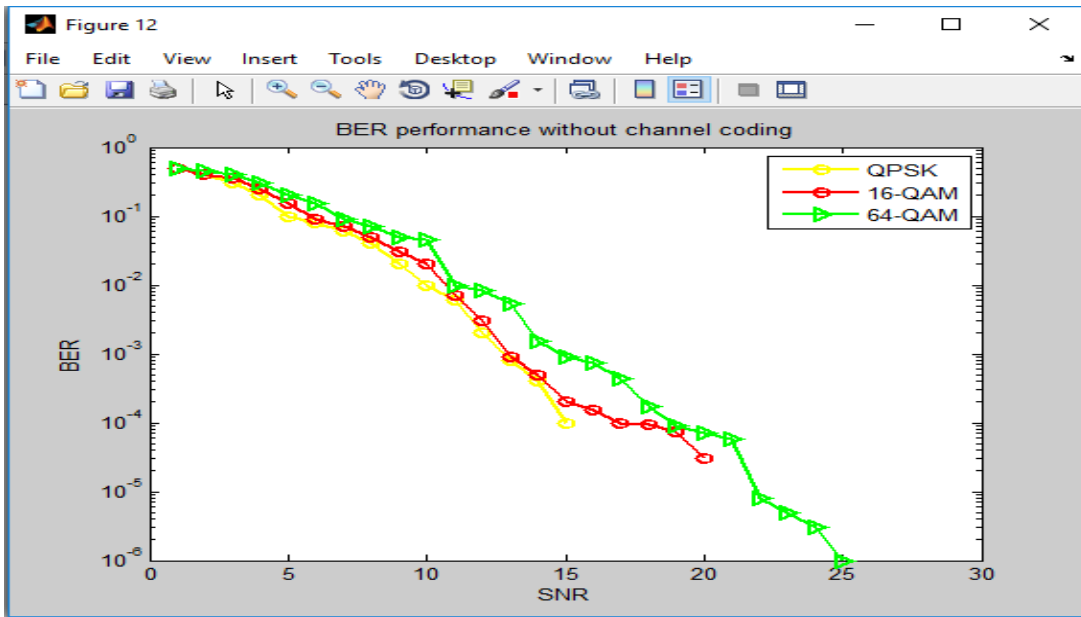 Figure 12
File Edit View Insert Tools Desktop Window Help
BER performance without channel coding
10^0
10^-1
10^-2
10^-3
10^-4
10^-5
10^-6
BER
QPSK
16-QAM
64-QAM
0 5 10 15 20 25 30
SNR